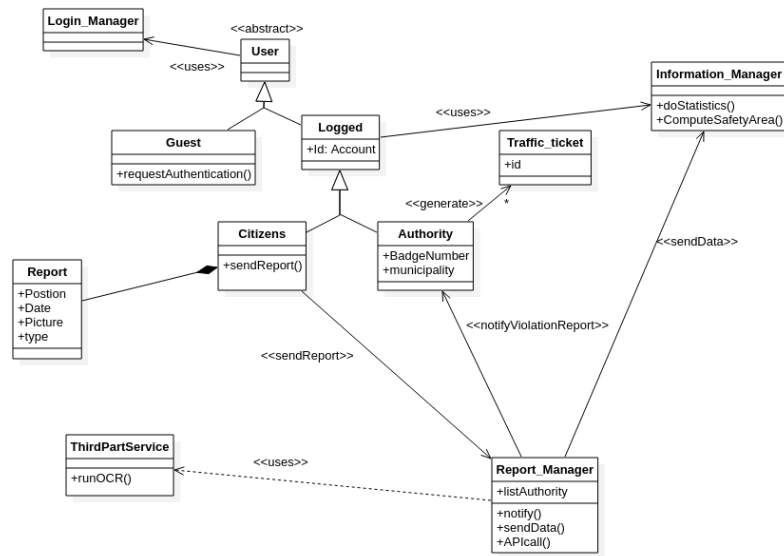 Login_Manager
<<abstract>>
User
<<uses>>
Information_Manager
+doStatistics()
+ComputeSafetyArea()
<<uses>>
Guest
+requestAuthentication()
Logged
+Id: Account
Traffic_ticket
+id
<<generate>>
*
Citizens
+sendReport()
Authority
+BadgeNumber
+municipality
<<sendData>>
Report
+Postion
+Date
+Picture
+type
<<notifyViolationReport>>
<<sendReport>>
ThirdPartService
+runOCR()
<<uses>>
Report_Manager
+listAuthority
+notify()
+sendData()
+APIcall()